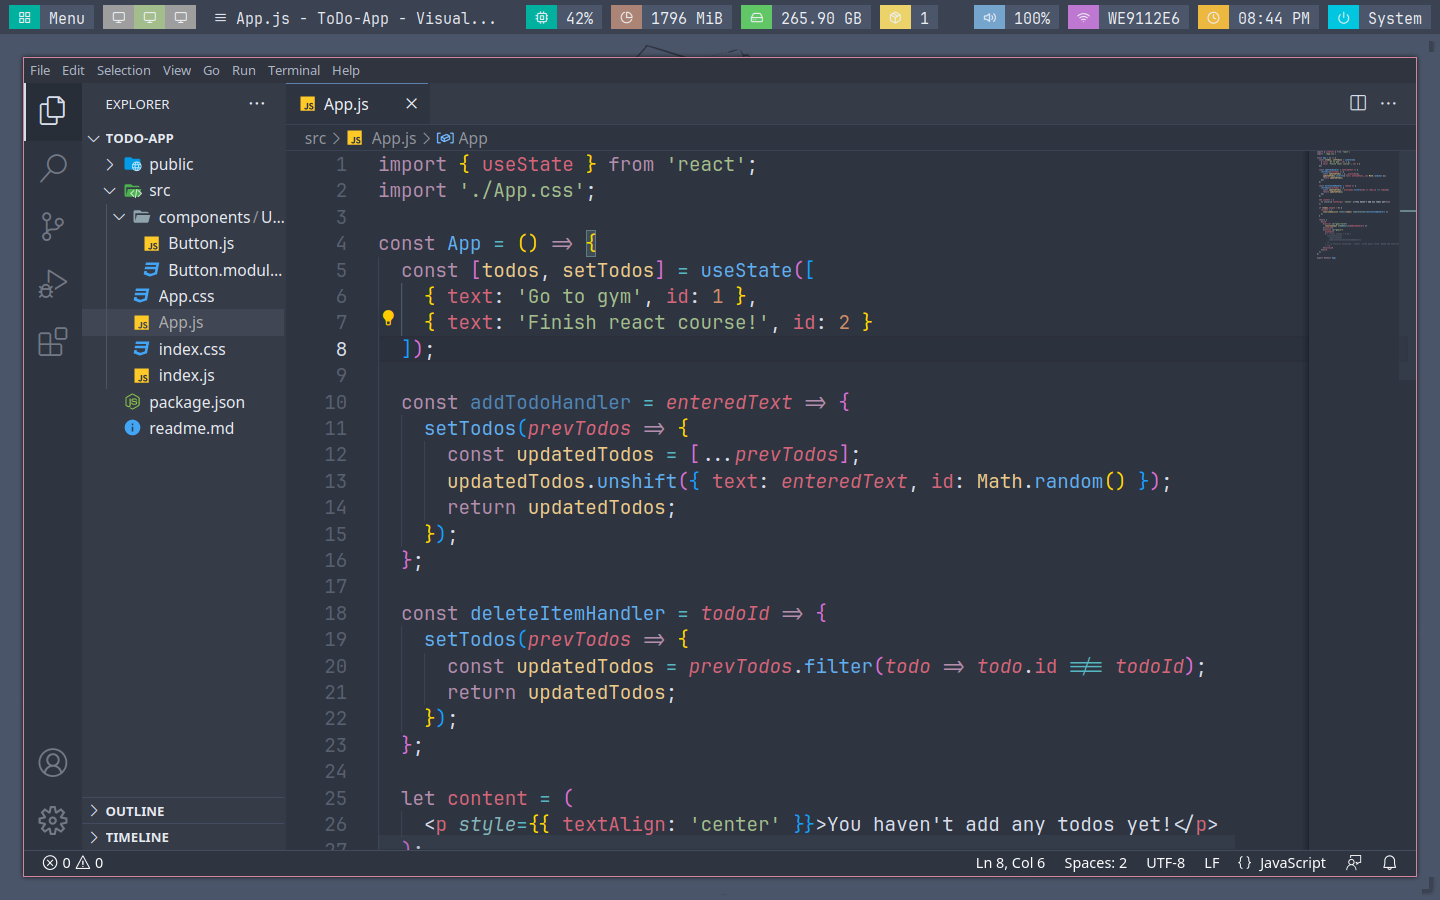 Menu
App.js - ToDo-App - Visual...
42%
1796 MiB
265.90 GB
1
100%
WE9112E6
08:44 PM
System
File Edit Selection View Go Run Terminal Help
EXPLORER
TODO-APP
public
src
components/U...
Button.js
Button.modul...
App.css
App.js
index.css
index.js
package.json
readme.md
OUTLINE
TIMELINE
App.js
src > App.js > App
1 import { useState } from 'react';
2 import './App.css';
3
4 const App = () => {
5 const [todos, setTodos] = useState([
6 { text: 'Go to gym', id: 1 },
7 { text: 'Finish react course!', id: 2 }
8 ]);
9
10 const addTodoHandler = enteredText => {
11 setTodos(prevTodos => {
12 const updatedTodos = [...prevTodos];
13 updatedTodos.unshift({ text: enteredText, id: Math.random() });
14 return updatedTodos;
15 });
16 };
17
18 const deleteItemHandler = todoId => {
19 setTodos(prevTodos => {
20 const updatedTodos = prevTodos.filter(todo => todo.id !== todoId);
21 return updatedTodos;
22 });
23 };
24
25 let content = (
26 <p style={{ textAlign: 'center' }}>You haven't add any todos yet!</p>
27 );
0 0
Ln 8, Col 6 Spaces: 2 UTF-8 LF {} JavaScript